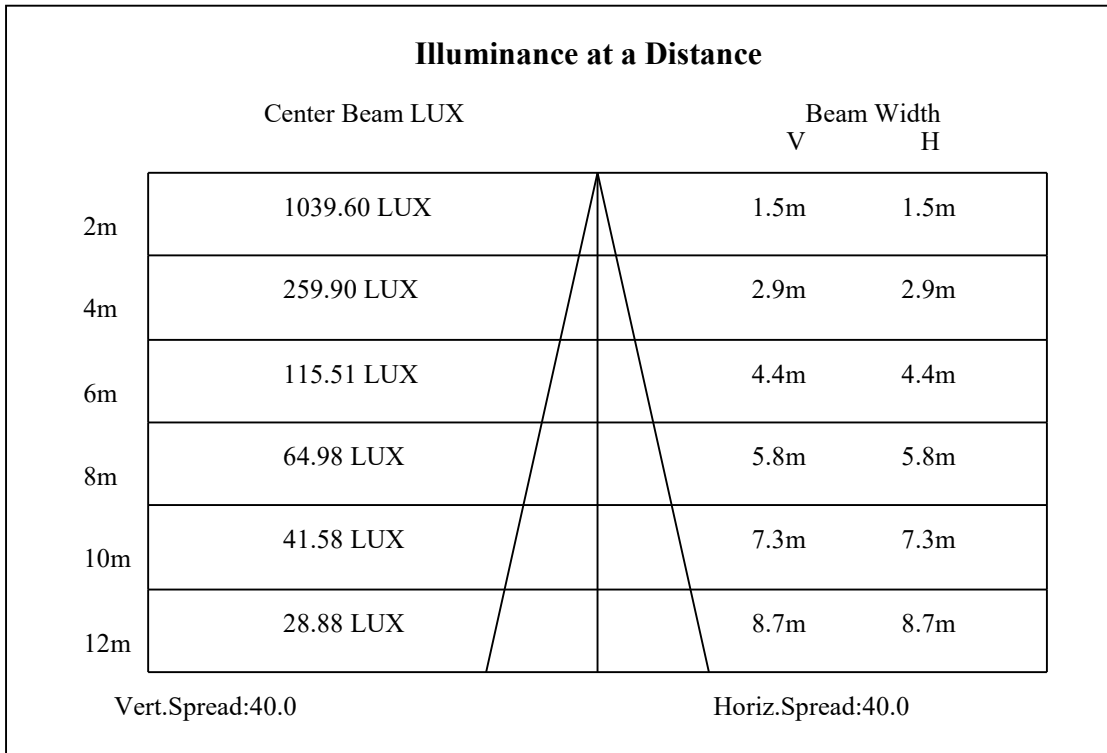 Illuminance at a Distance
Center Beam LUX Beam Width
V H
2m 1039.60 LUX 1.5m 1.5m
4m 259.90 LUX 2.9m 2.9m
6m 115.51 LUX 4.4m 4.4m
8m 64.98 LUX 5.8m 5.8m
10m 41.58 LUX 7.3m 7.3m
12m 28.88 LUX 8.7m 8.7m
Vert.Spread:40.0 Horiz.Spread:40.0